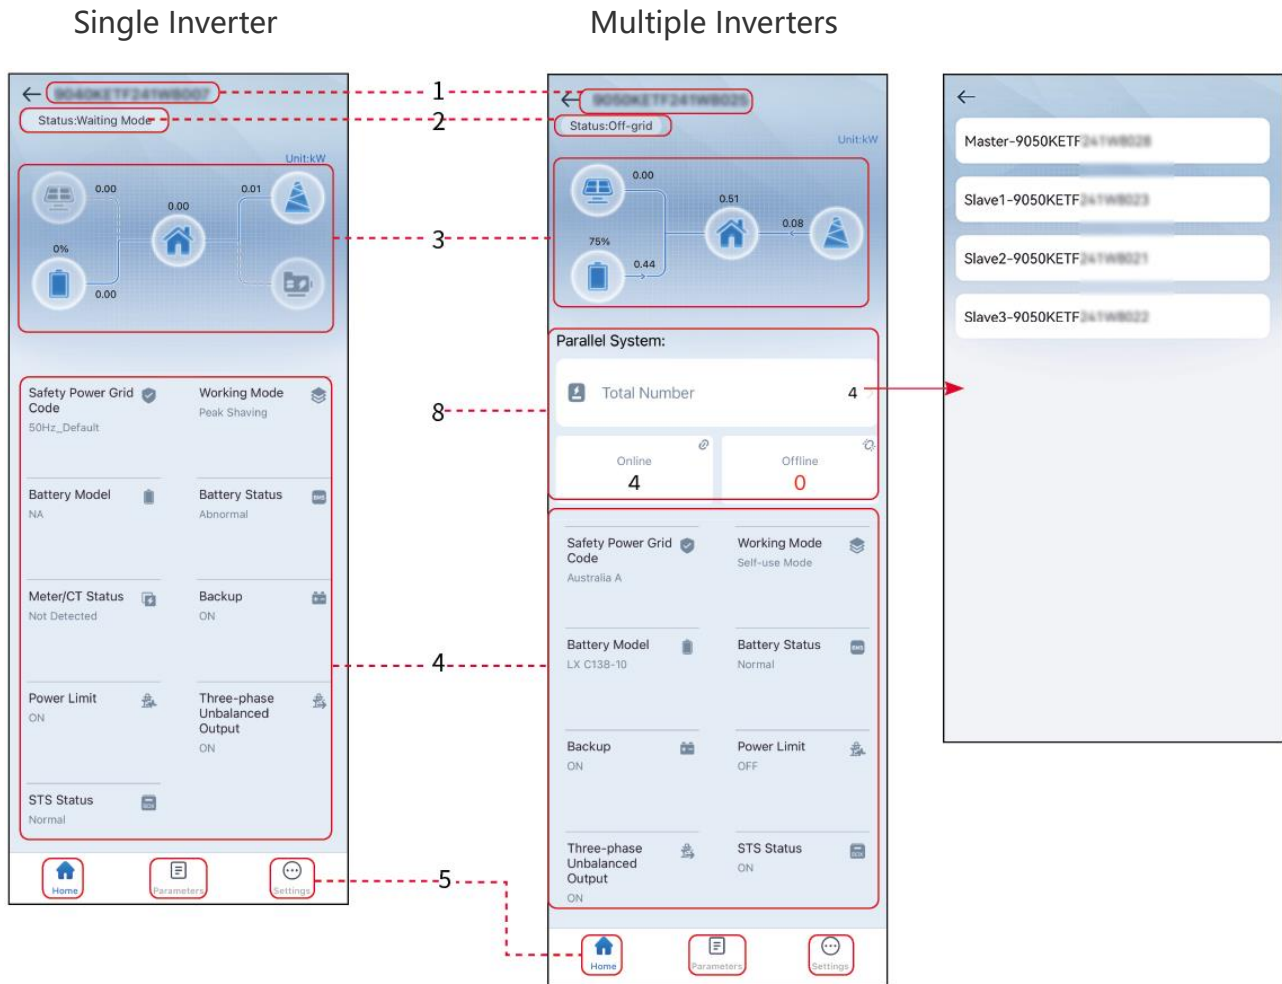 Single Inverter
Multiple Inverters
Status:Waiting Mode
Unit:kW
0.00
0.01
0.00
0%
0.00
Safety Power Grid
Code
50Hz_Default
Working Mode
Peak Shaving
Battery Model
NA
Battery Status
Abnormal
Meter/CT Status
Not Detected
Backup
ON
Power Limit
ON
Three-phase
Unbalanced
Output
ON
STS Status
Normal
Home
Parameters
Settings
1
2
3
8
4
5
Status:Off-grid
Unit:kW
0.00
0.51
0.08
75%
0.44
Parallel System:
Total Number
4
Online
4
Offline
0
Safety Power Grid
Code
Australia A
Working Mode
Self-use Mode
Battery Model
LX C138-10
Battery Status
Normal
Backup
ON
Power Limit
OFF
Three-phase
Unbalanced
Output
ON
STS Status
ON
Home
Parameters
Settings
Master-9050KETF
Slave1-9050KETF
Slave2-9050KETF
Slave3-9050KETF